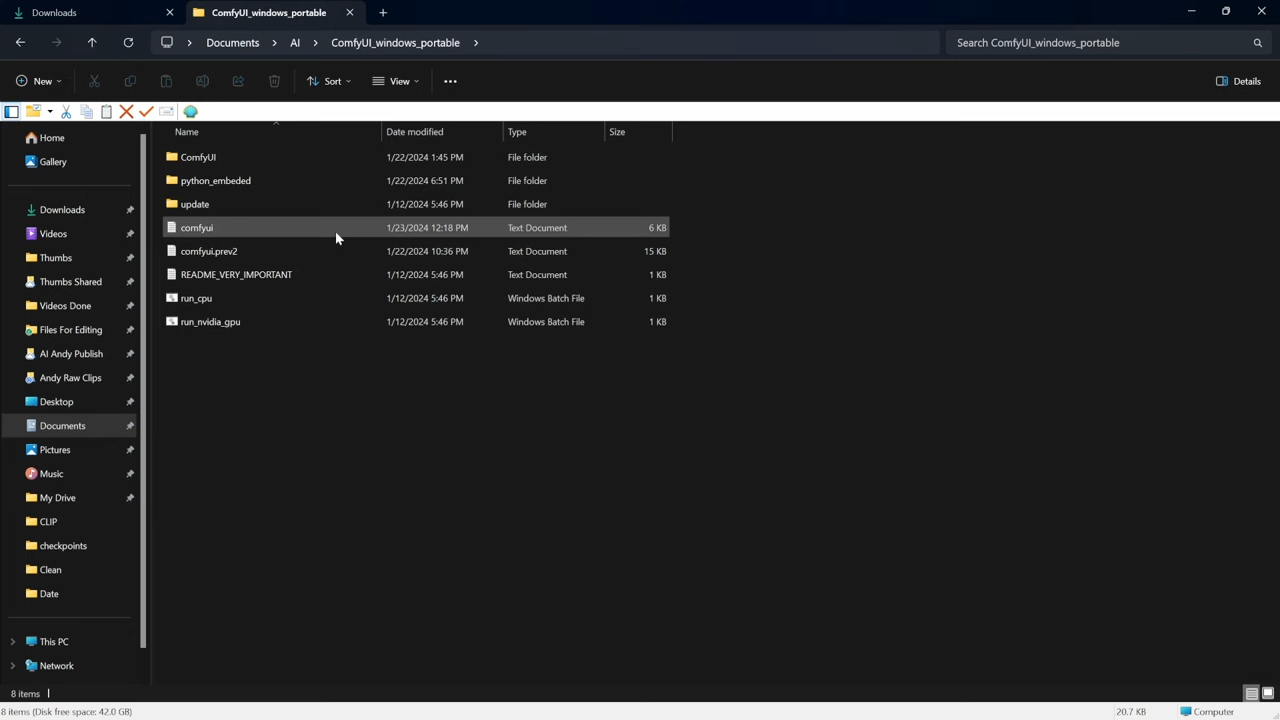 Downloads
ComfyUI_windows_portable
Documents > AI > ComfyUI_windows_portable >
Search ComfyUI_windows_portable
New
Sort
View
Details
Name Date modified Type Size
Home
Gallery
Downloads
Videos
Thumbs
Thumbs Shared
Videos Done
Files For Editing
AI Andy Publish
Andy Raw Clips
Desktop
Documents
Pictures
Music
My Drive
CLIP
checkpoints
Clean
Date
This PC
Network
ComfyUI 1/22/2024 1:45 PM File folder
python_embeded 1/22/2024 6:51 PM File folder
update 1/12/2024 5:46 PM File folder
comfyui 1/23/2024 12:18 PM Text Document 6 KB
comfyui.prev2 1/22/2024 10:36 PM Text Document 15 KB
README_VERY_IMPORTANT 1/12/2024 5:46 PM Text Document 1 KB
run_cpu 1/12/2024 5:46 PM Windows Batch File 1 KB
run_nvidia_gpu 1/12/2024 5:46 PM Windows Batch File 1 KB
8 items
8 items (Disk free space: 42.0 GB) 20.7 KB Computer